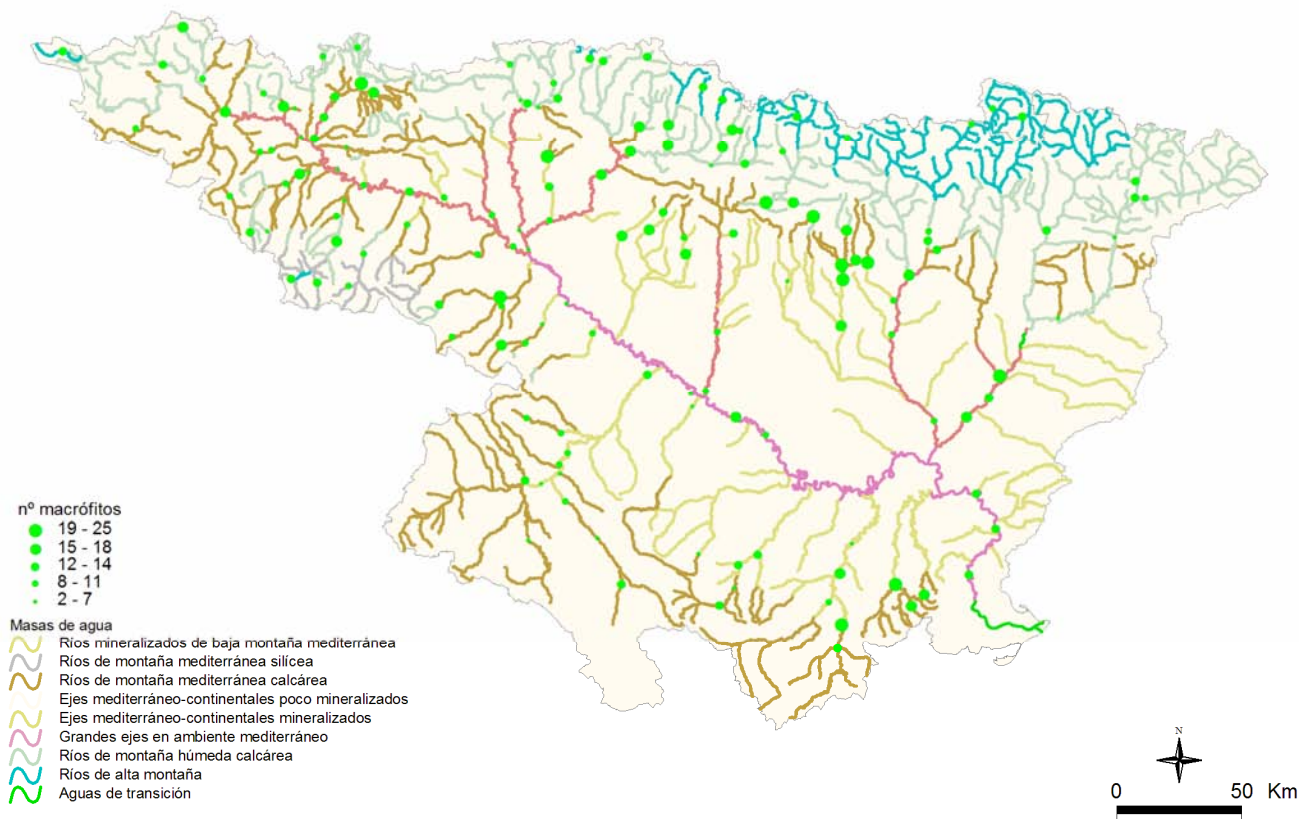 nº macrófitos
19 - 25
15 - 18
12 - 14
8 - 11
2 - 7
Masas de agua
Ríos mineralizados de baja montaña mediterránea
Ríos de montaña mediterránea silícea
Ríos de montaña mediterránea calcárea
Ejes mediterráneo-continentales poco mineralizados
Ejes mediterráneo-continentales mineralizados
Grandes ejes en ambiente mediterráneo
Ríos de montaña húmeda calcárea
Ríos de alta montaña
Aguas de transición
N
0 50 Km